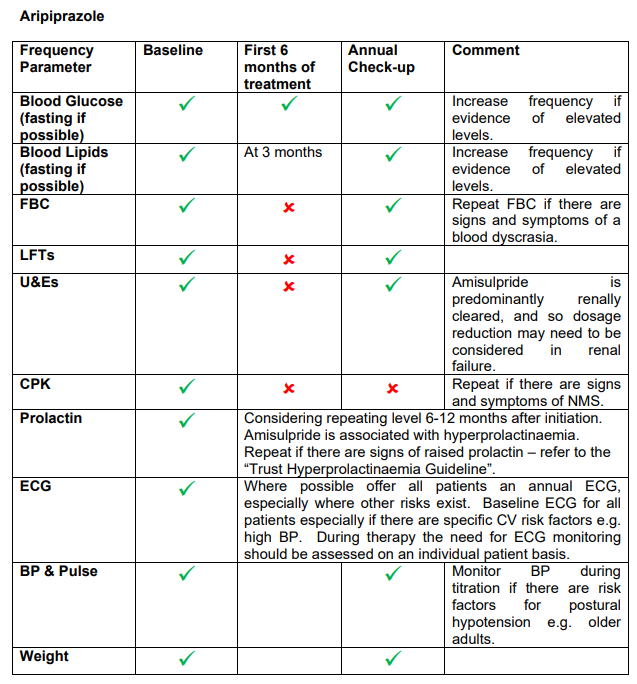 Aripiprazole
Frequency Baseline First 6 Annual Comment
Parameter months of Check-up
treatment
Blood Glucose ✓ ✓ ✓ Increase frequency if
(fasting if evidence of elevated
possible) levels.
Blood Lipids ✓ At 3 months ✓ Increase frequency if
(fasting if evidence of elevated
possible) levels.
FBC ✓ ✘ ✓ Repeat FBC if there are
signs and symptoms of a
blood dyscrasia.
LFTs ✓ ✘ ✓
U&Es ✓ ✘ ✓ Amisulpride is
predominantly renally
cleared, and so dosage
reduction may need to be
considered in renal
failure.
CPK ✓ ✘ ✘ Repeat if there are signs
and symptoms of NMS.
Prolactin ✓ Considering repeating level 6-12 months after initiation.
Amisulpride is associated with hyperprolactinaemia.
Repeat if there are signs of raised prolactin – refer to the
“Trust Hyperprolactinaemia Guideline”.
ECG ✓ Where possible offer all patients an annual ECG,
especially where other risks exist. Baseline ECG for all
patients especially if there are specific CV risk factors e.g.
high BP. During therapy the need for ECG monitoring
should be assessed on an individual patient basis.
BP & Pulse ✓ ✓ Monitor BP during
titration if there are risk
factors for postural
hypotension e.g. older
adults.
Weight ✓ ✓